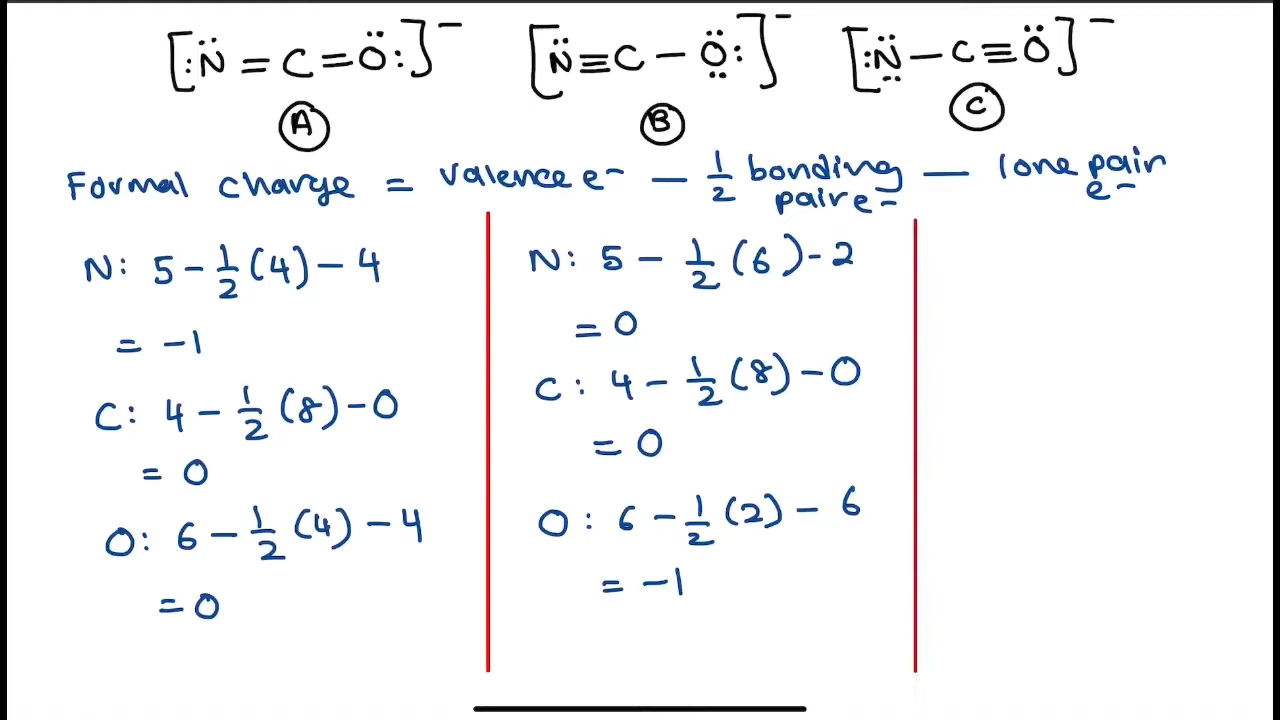 [:N̈=C=Ö:]⁻ [N̈≡C–Ö̤:]⁻ [:N̤̈–C≡Ö]⁻
A B C
Formal charge = valence e⁻ – 1/2 bonding pair e⁻ – lone pair e⁻
N: 5 – 1/2 (4) – 4
= –1
C: 4 – 1/2 (8) – 0
= 0
O: 6 – 1/2 (4) – 4
= 0
N: 5 – 1/2 (6) – 2
= 0
C: 4 – 1/2 (8) – 0
= 0
O: 6 – 1/2 (2) – 6
= –1